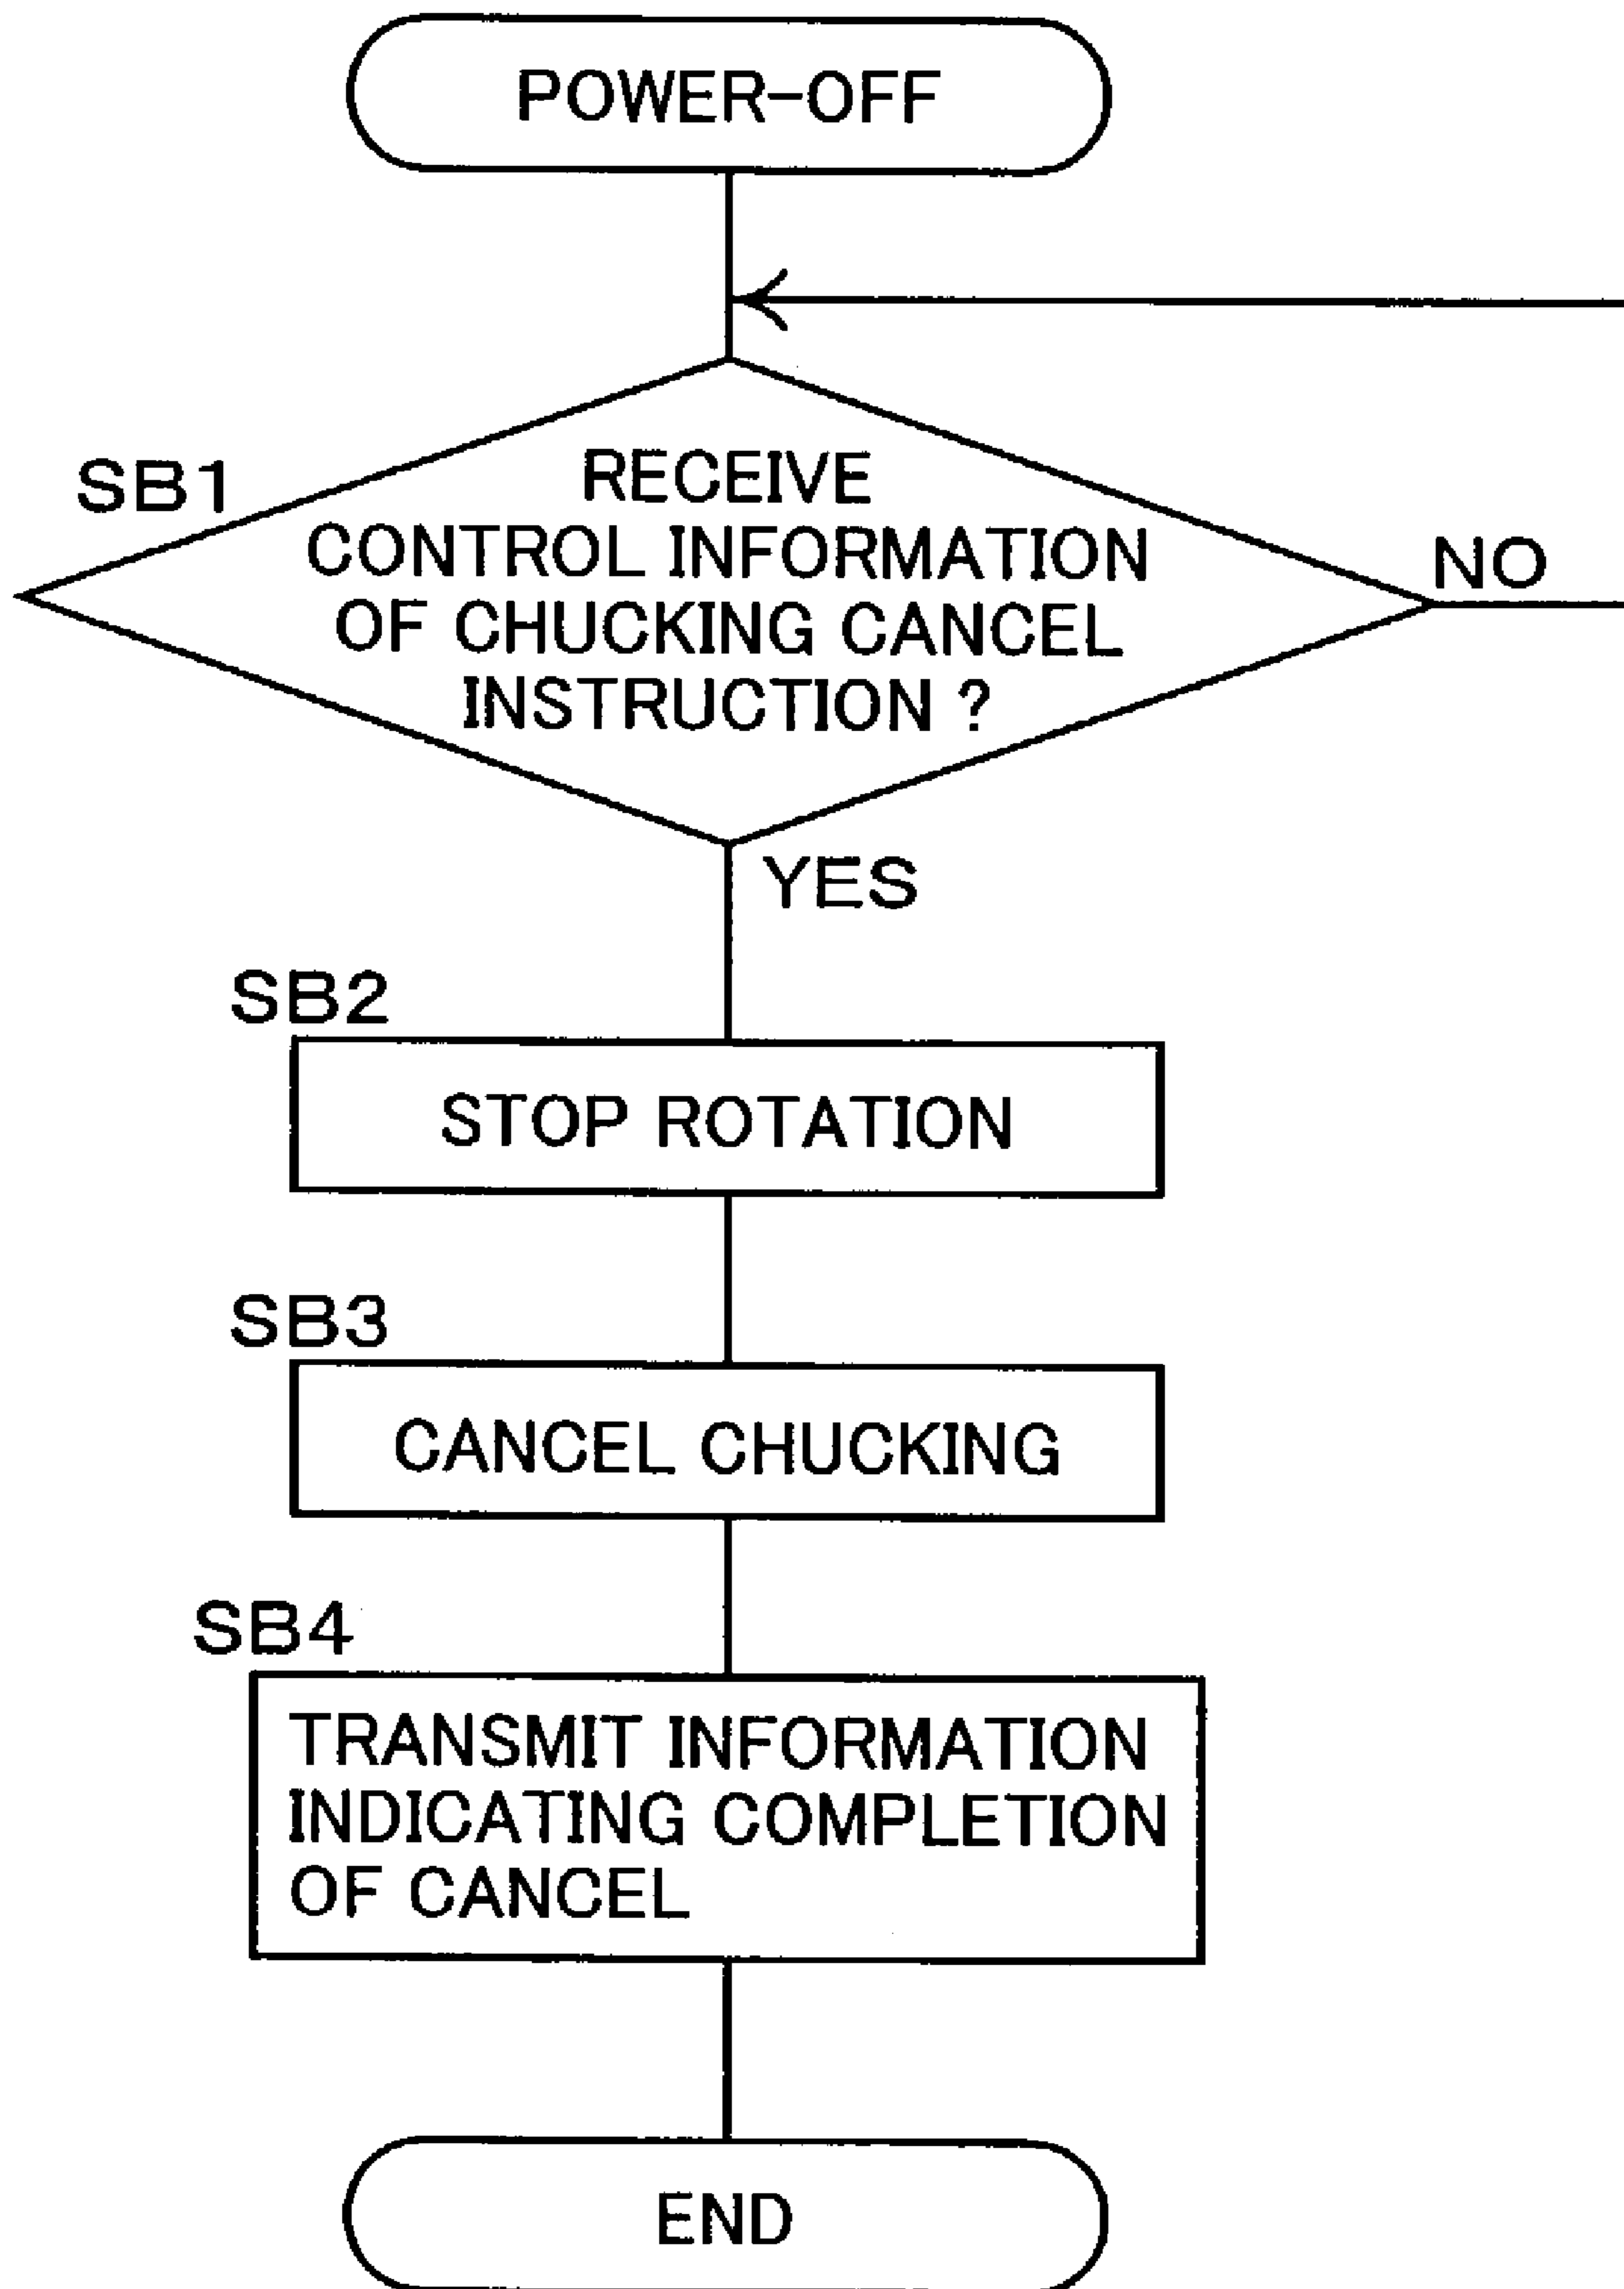 POWER-OFF
SB1
RECEIVE
CONTROL INFORMATION
OF CHUCKING CANCEL
INSTRUCTION ?
NO
YES
SB2
STOP ROTATION
SB3
CANCEL CHUCKING
SB4
TRANSMIT INFORMATION
INDICATING COMPLETION
OF CANCEL
END